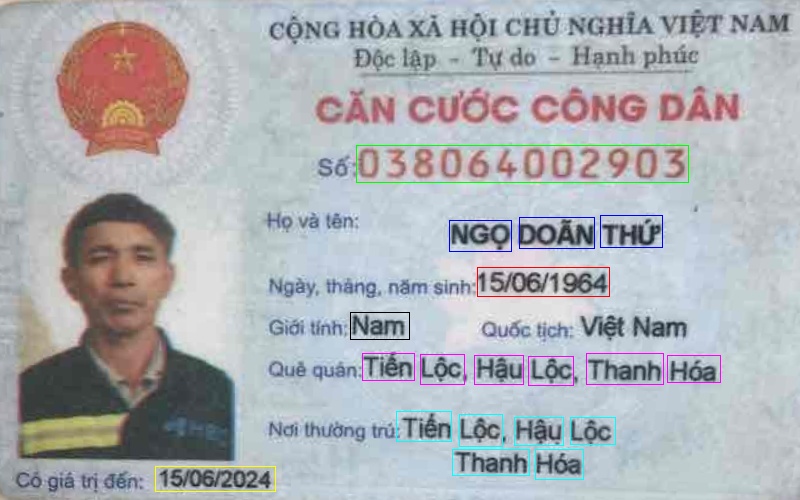 CỘNG HÒA XÃ HỘI CHỦ NGHĨA VIỆT NAM
Độc lập - Tự do - Hạnh phúc
CĂN CƯỚC CÔNG DÂN
Số: 038064002903
Họ và tên:
NGỌ DOÃN THỨ
Ngày, tháng, năm sinh: 15/06/1964
Giới tính: Nam Quốc tịch: Việt Nam
Quê quán: Tiến Lộc, Hậu Lộc, Thanh Hóa
Nơi thường trú: Tiến Lộc, Hậu Lộc
Thanh Hóa
Có giá trị đến: 15/06/2024